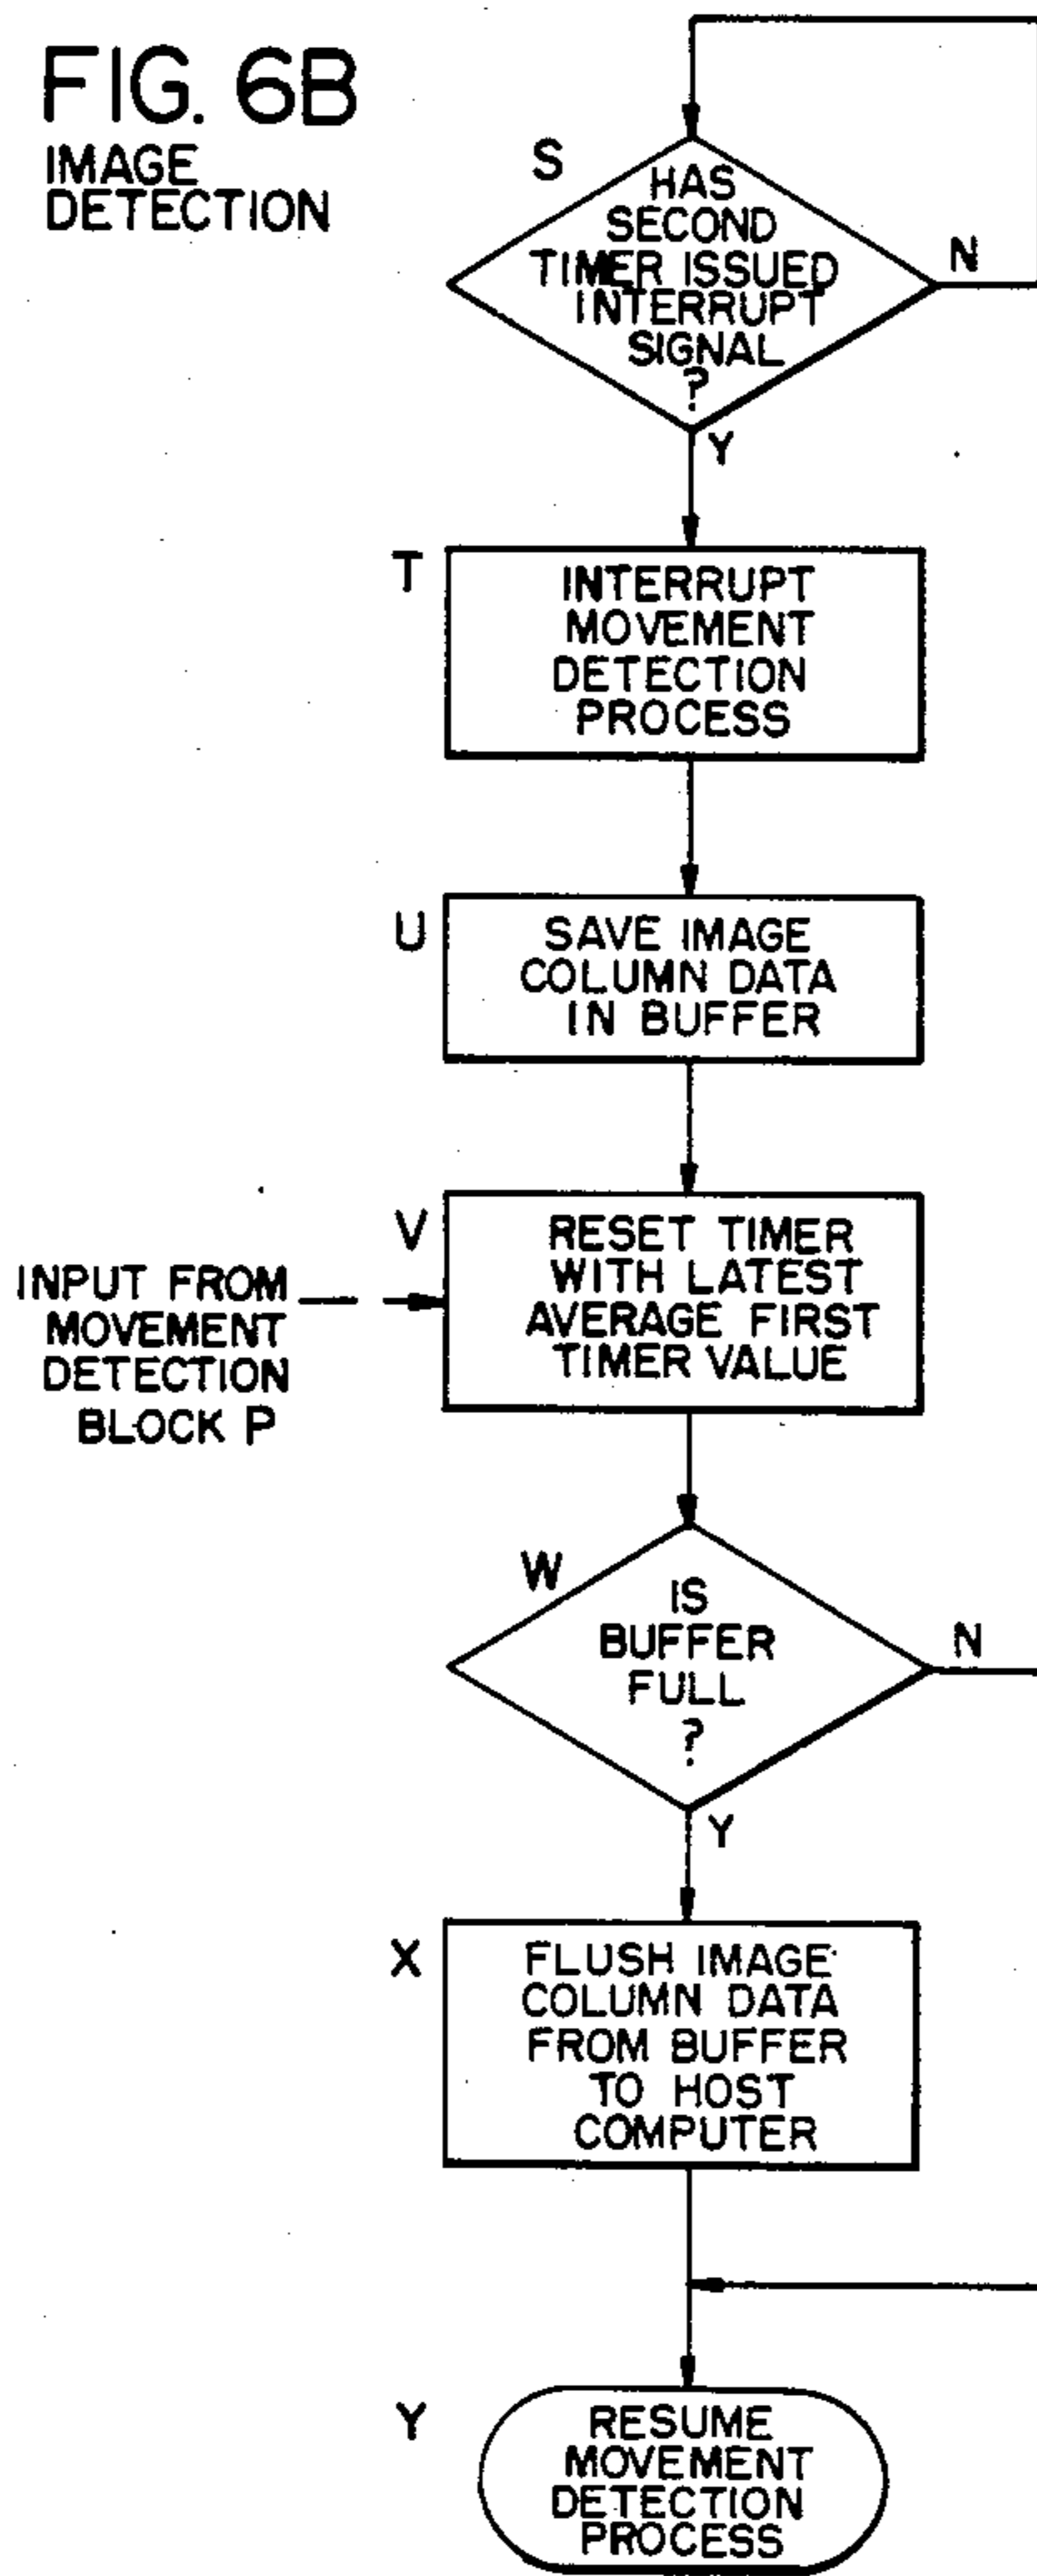 FIG. 6B
IMAGE
DETECTION
S
HAS
SECOND
TIMER ISSUED
INTERRUPT
SIGNAL
?
N
Y
T
INTERRUPT
MOVEMENT
DETECTION
PROCESS
U
SAVE IMAGE
COLUMN DATA
IN BUFFER
V
RESET TIMER
WITH LATEST
AVERAGE FIRST
TIMER VALUE
INPUT FROM
MOVEMENT
DETECTION
BLOCK P
W
IS
BUFFER
FULL
?
N
Y
X
FLUSH IMAGE
COLUMN DATA
FROM BUFFER
TO HOST
COMPUTER
Y
RESUME
MOVEMENT
DETECTION
PROCESS